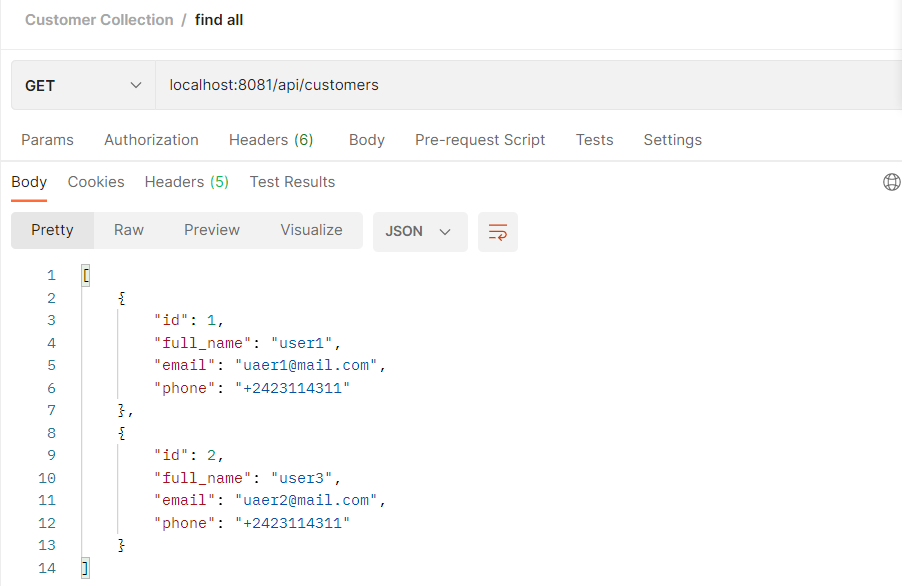 Customer Collection / find all
GET localhost:8081/api/customers
Params Authorization Headers (6) Body Pre-request Script Tests Settings
Body Cookies Headers (5) Test Results
Pretty Raw Preview Visualize JSON
1 [
2 {
3 "id": 1,
4 "full_name": "user1",
5 "email": "uaer1@mail.com",
6 "phone": "+2423114311"
7 },
8 {
9 "id": 2,
10 "full_name": "user3",
11 "email": "uaer2@mail.com",
12 "phone": "+2423114311"
13 }
14 ]